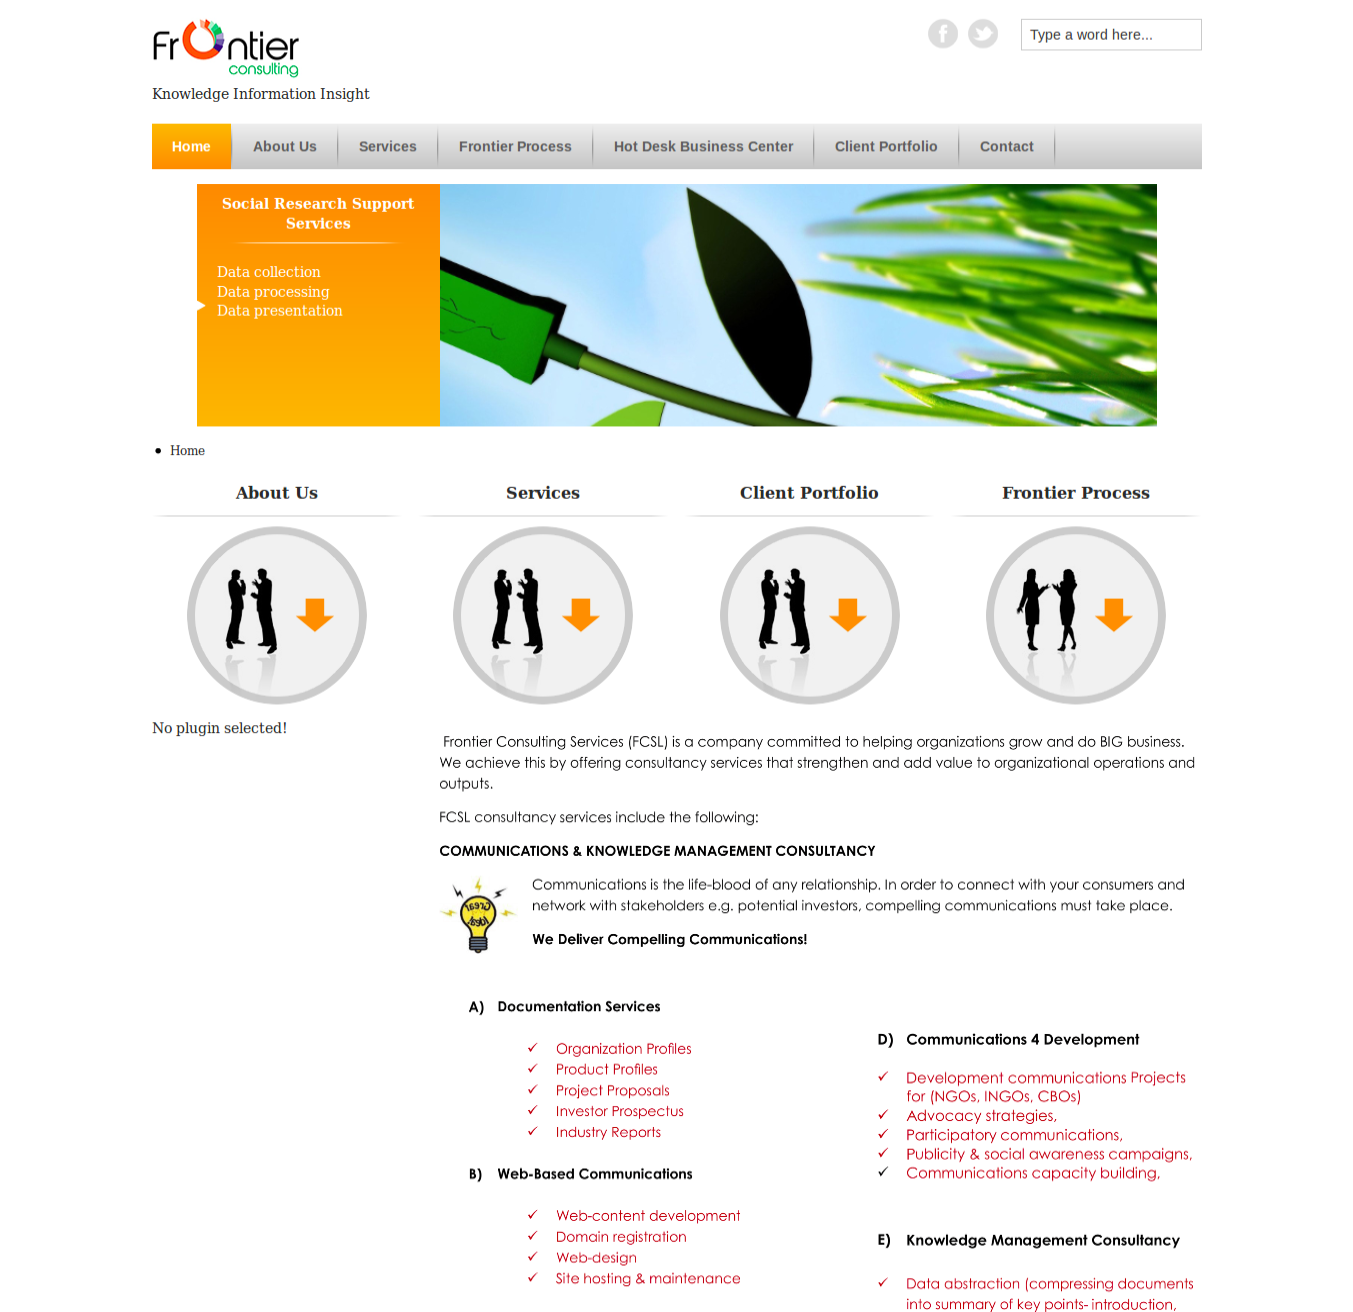 Frontier
consulting
Knowledge Information Insight
Type a word here...
Home
About Us
Services
Frontier Process
Hot Desk Business Center
Client Portfolio
Contact
Social Research Support
Services
Data collection
Data processing
Data presentation
Home
About Us
Services
Client Portfolio
Frontier Process
No plugin selected!
Frontier Consulting Services (FCSL) is a company committed to helping organizations grow and do BIG business.
We achieve this by offering consultancy services that strengthen and add value to organizational operations and
outputs.
FCSL consultancy services include the following:
COMMUNICATIONS & KNOWLEDGE MANAGEMENT CONSULTANCY
Communications is the life-blood of any relationship. In order to connect with your consumers and
network with stakeholders e.g. potential investors, compelling communications must take place.
We Deliver Compelling Communications!
A) Documentation Services
Organization Profiles
Product Profiles
Project Proposals
Investor Prospectus
Industry Reports
B) Web-Based Communications
Web-content development
Domain registration
Web-design
Site hosting & maintenance
D) Communications 4 Development
Development communications Projects
for (NGOs, INGOs, CBOs)
Advocacy strategies,
Participatory communications,
Publicity & social awareness campaigns,
Communications capacity building,
E) Knowledge Management Consultancy
Data abstraction (compressing documents
into summary of key points- introduction,